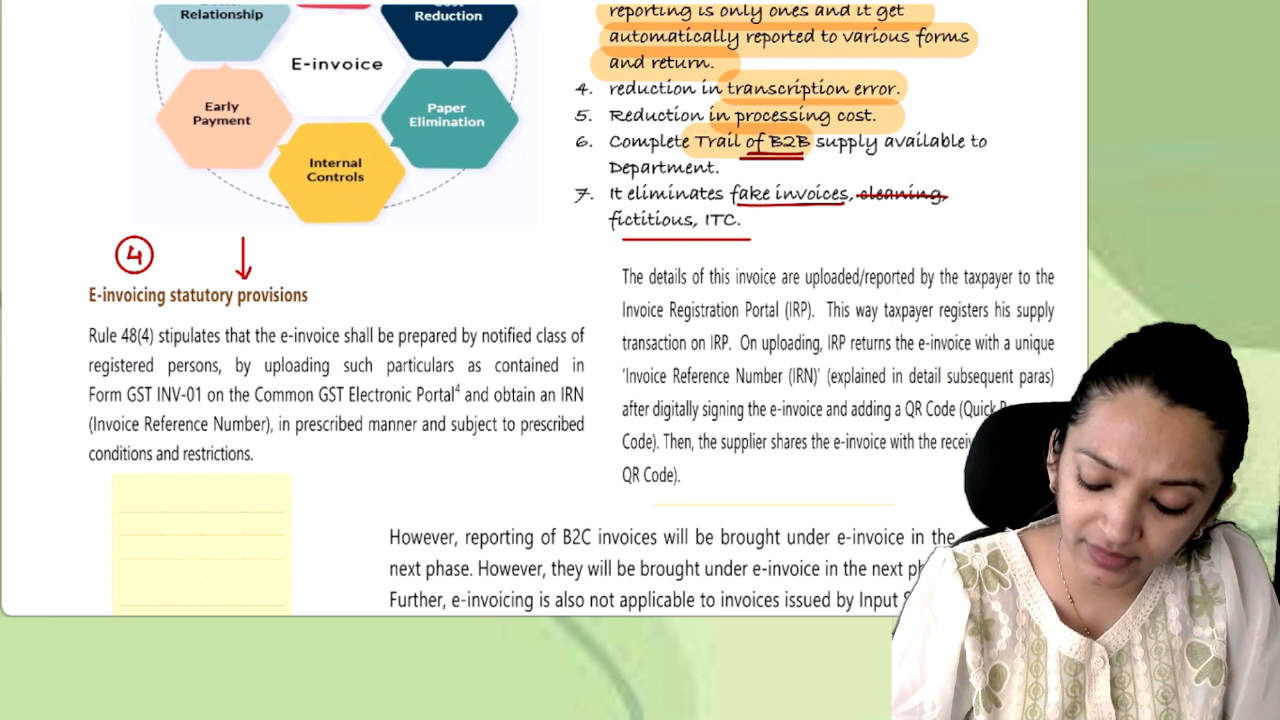 Relationship
Cost
Reduction
E-invoice
Early
Payment
Paper
Elimination
Internal
Controls
reporting is only ones and it get
automatically reported to various forms
and return.
4. reduction in transcription error.
5. Reduction in processing cost.
6. Complete Trail of B2B supply available to
Department.
7. It eliminates fake invoices, cleaning,
fictitious, ITC.
4
E-invoicing statutory provisions
Rule 48(4) stipulates that the e-invoice shall be prepared by notified class of
registered persons, by uploading such particulars as contained in
Form GST INV-01 on the Common GST Electronic Portal4 and obtain an IRN
(Invoice Reference Number), in prescribed manner and subject to prescribed
conditions and restrictions.
The details of this invoice are uploaded/reported by the taxpayer to the
Invoice Registration Portal (IRP). This way taxpayer registers his supply
transaction on IRP. On uploading, IRP returns the e-invoice with a unique
'Invoice Reference Number (IRN)' (explained in detail subsequent paras)
after digitally signing the e-invoice and adding a QR Code (Quick
Code). Then, the supplier shares the e-invoice with the
QR Code).
However, reporting of B2C invoices will be brought under e-invoice in the
next phase. However, they will be brought under e-invoice in the next
Further, e-invoicing is also not applicable to invoices issued by Input